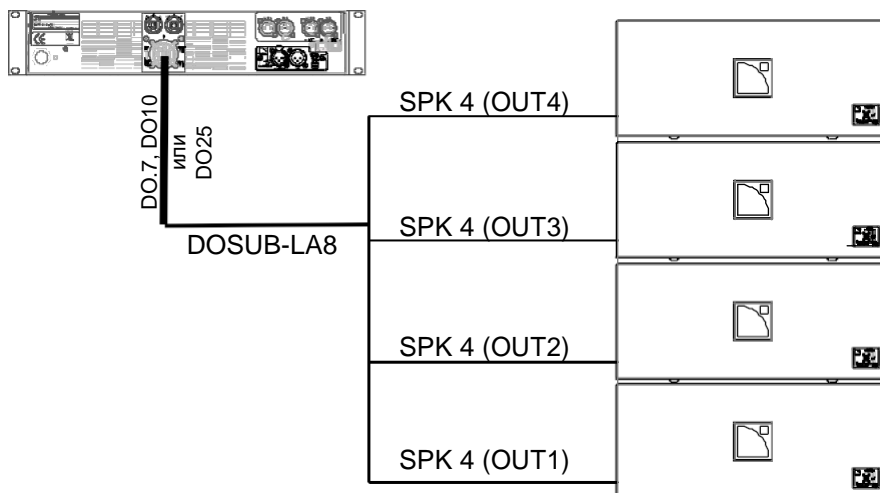 DO.7, DO10
или
DO25
DOSUB-LA8
SPK 4 (OUT4)
SPK 4 (OUT3)
SPK 4 (OUT2)
SPK 4 (OUT1)